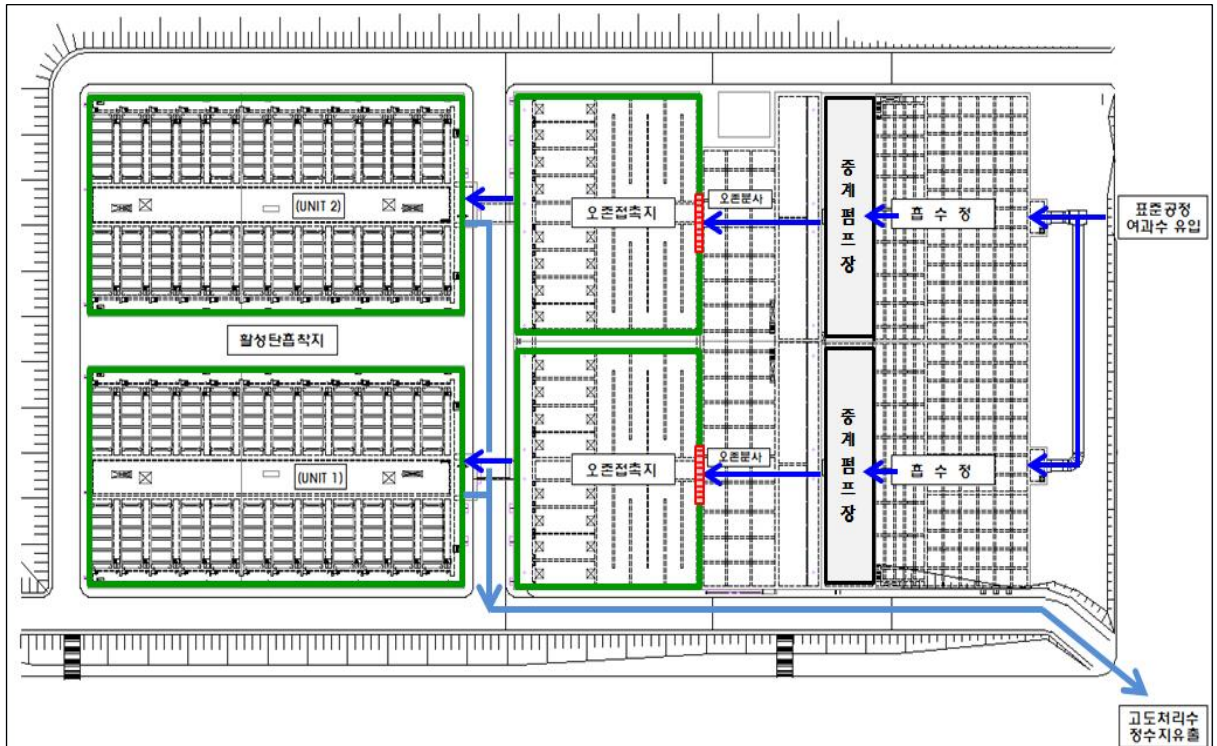 (UNIT 2)
오존접촉지
오존분사
중계펌프장
흡 수 정
표준공정
여과수 유입
활성탄흡착지
(UNIT 1)
오존접촉지
오존분사
중계펌프장
흡 수 정
고도처리수
정수지유출